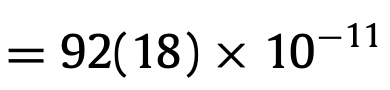 = 92(18) × 10⁻¹¹